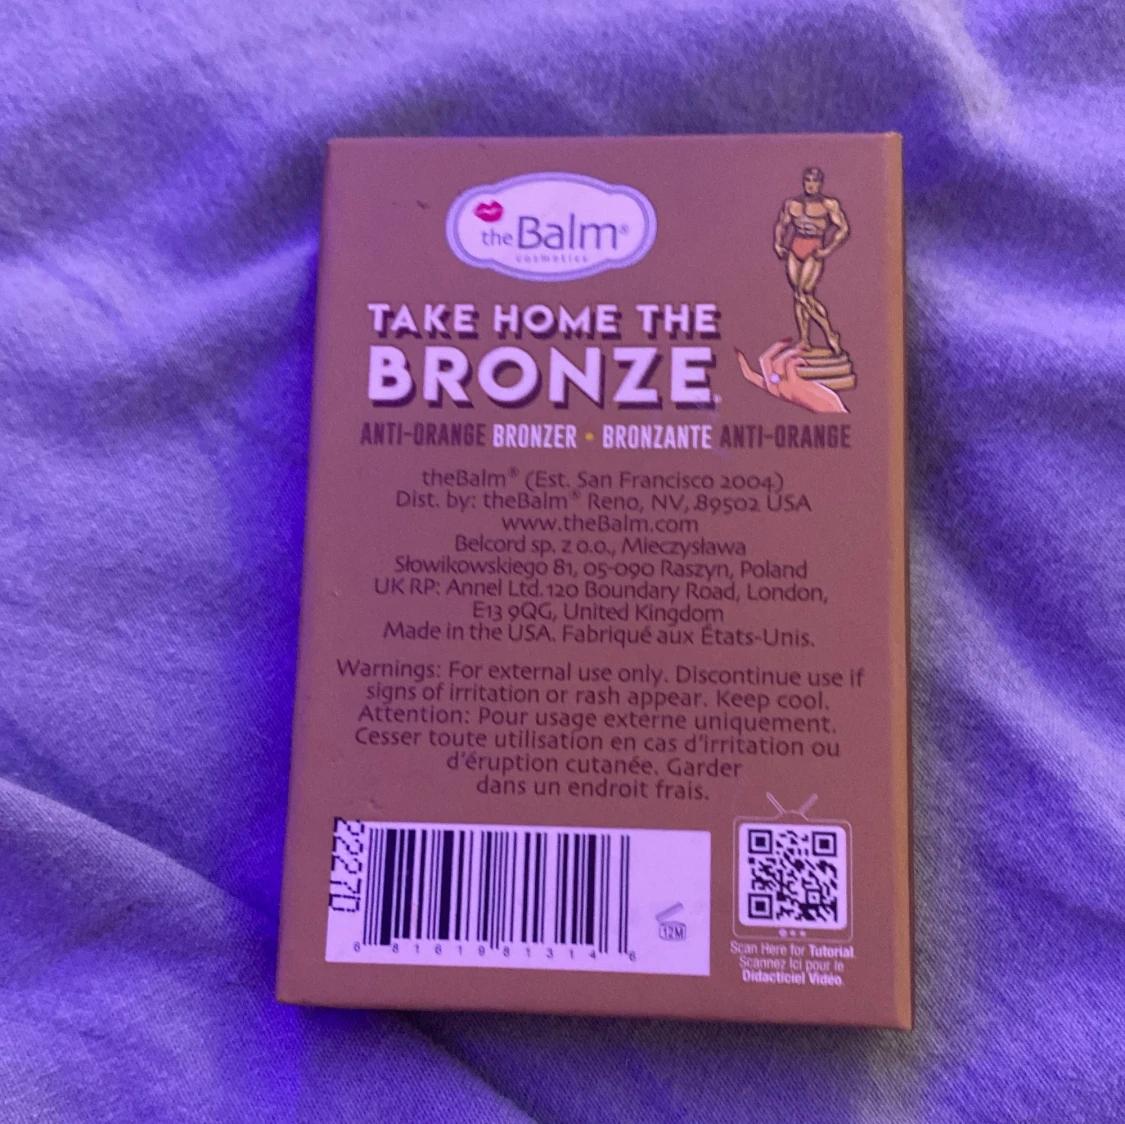 theBalm®
cosmetics
TAKE HOME THE
BRONZE
ANTI-ORANGE BRONZER • BRONZANTE ANTI-ORANGE
theBalm® (Est. San Francisco 2004)
Dist. by: theBalm® Reno, NV, 89502 USA
www.theBalm.com
Belcord sp. z o.o., Mieczysława
Słowikowskiego 81, 05-090 Raszyn, Poland
UK RP: Annel Ltd. 120 Boundary Road, London,
E13 9QG, United Kingdom
Made in the USA. Fabriqué aux États-Unis.
Warnings: For external use only. Discontinue use if
signs of irritation or rash appear. Keep cool.
Attention: Pour usage externe uniquement.
Cesser toute utilisation en cas d'irritation ou
d'éruption cutanée. Garder
dans un endroit frais.
6 81619 81314 6
12M
Scan Here for Tutorial
Scannez Ici pour le
Didacticiel Vidéo